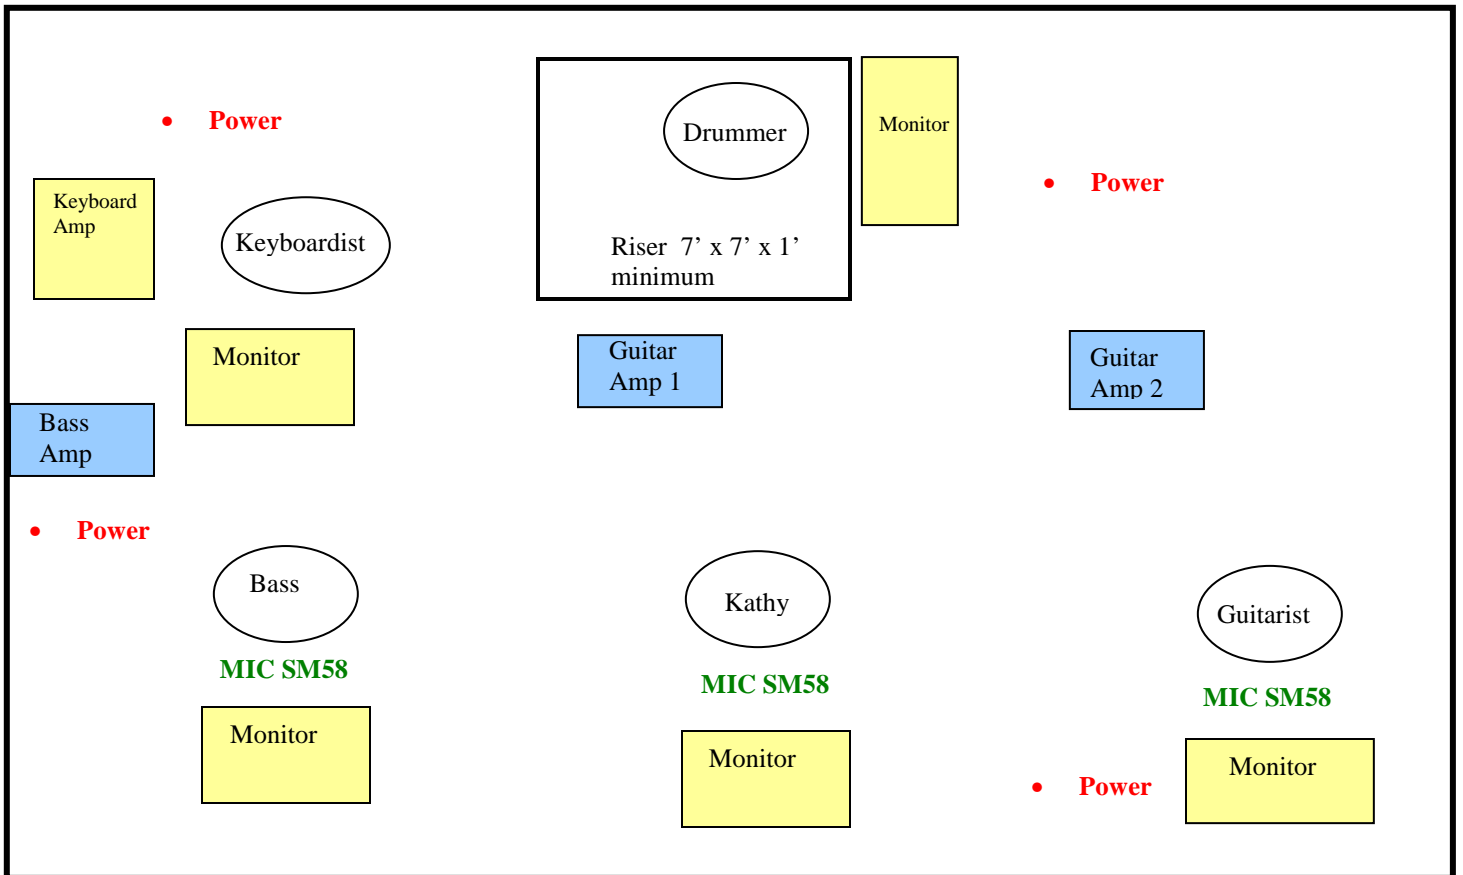 • Power
Drummer
Monitor
• Power
Keyboard
Amp
Keyboardist
Riser 7’ x 7’ x 1’
minimum
Monitor
Guitar
Amp 1
Guitar
Amp 2
Bass
Amp
• Power
Bass
Kathy
Guitarist
MIC SM58
MIC SM58
MIC SM58
Monitor
Monitor
Monitor
• Power